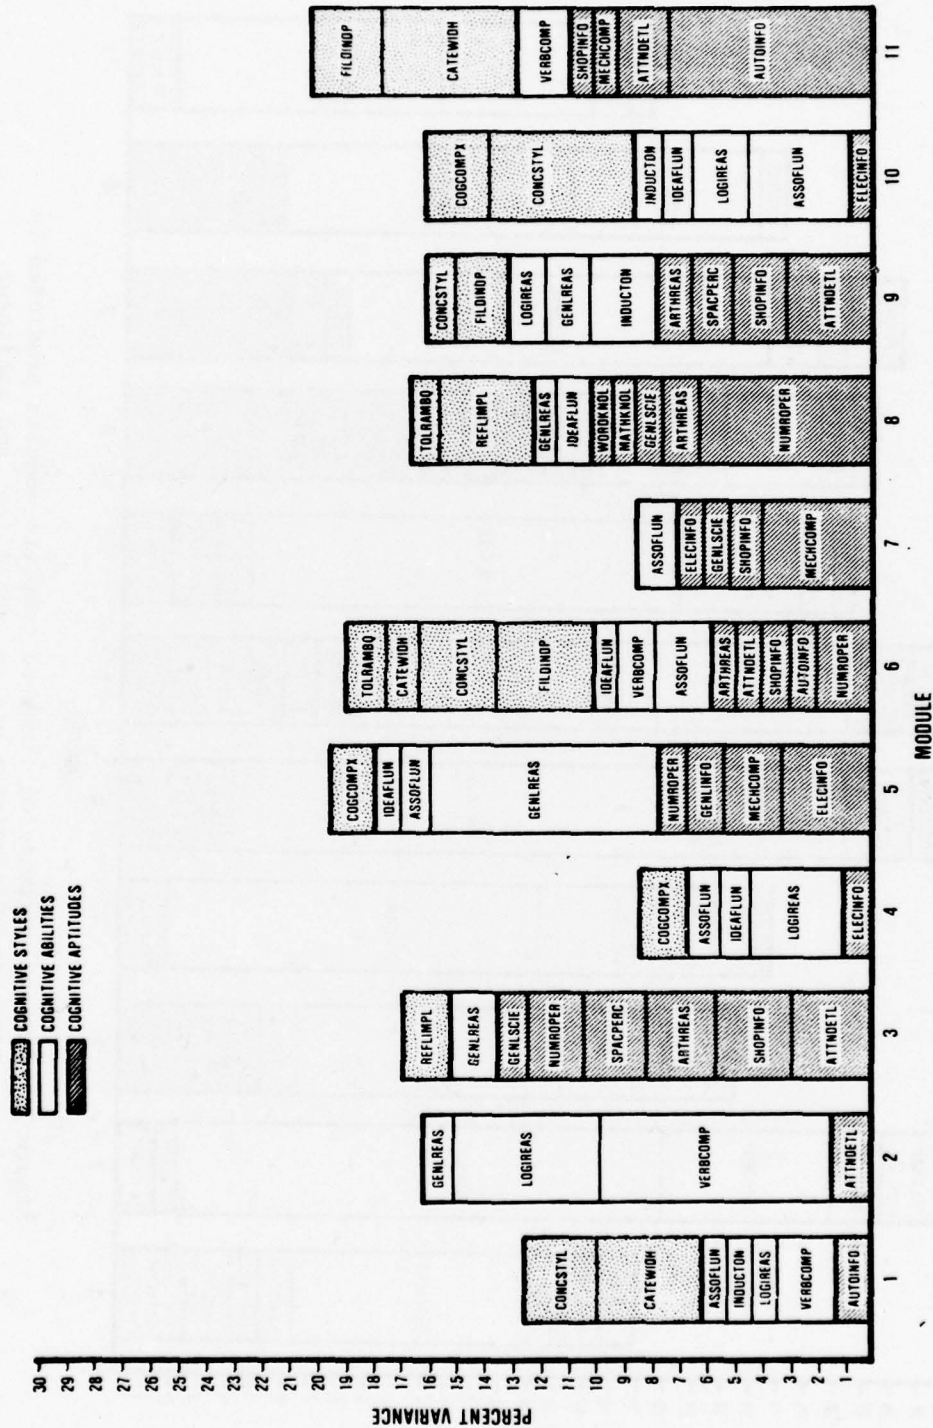 COGNITIVE STYLES
COGNITIVE ABILITIES
COGNITIVE APTITUDES
PERCENT VARIANCE
30
29
28
27
26
25
24
23
22
21
20
19
18
17
16
15
14
13
12
11
10
9
8
7
6
5
4
3
2
1
CONCSTYL
CATEWIDH
ASSOFLUN
INDUCTON
LOGIREAS
VERBCOMP
AUTOINFO
1
GENLREAS
LOGIREAS
VERBCOMP
ATTNDETL
2
REFLIMPL
GENLREAS
GENLSCIE
NUMROPER
SPACPERC
ARTHREAS
SHOPINFO
ATTNDETL
3
COGCOMPX
ASSOFLUN
IDEAFLUN
LOGIREAS
ELECINFO
4
COGCOMPX
IDEAFLUN
ASSOFLUN
GENLREAS
NUMROPER
GENLINFO
MECHCOMP
ELECINFO
5
TOLRAMBQ
CATEWIDH
CONCSTYL
FILDINDP
IDEAFLUN
VERBCOMP
ASSOFLUN
ARTHREAS
ATTNDETL
SHOPINFO
AUTOINFO
NUMROPER
6
ASSOFLUN
ELECINFO
GENLSCIE
SHOPINFO
MECHCOMP
7
TOLRAMBQ
REFLIMPL
GENLREAS
IDEAFLUN
WORDKNOL
MATHKNOL
GENLSCIE
ARTHREAS
NUMROPER
8
CONCSTYL
FILDINDP
LOGIREAS
GENLREAS
INDUCTON
ARTHREAS
SPACPERC
SHOPINFO
ATTNDETL
9
COGCOMPX
CONCSTYL
INDUCTON
IDEAFLUN
LOGIREAS
ASSOFLUN
ELECINFO
10
FILDINDP
CATEWIDH
VERBCOMP
SHOPINFO
MECHCOMP
ATTNDETL
AUTOINFO
11
MODULE